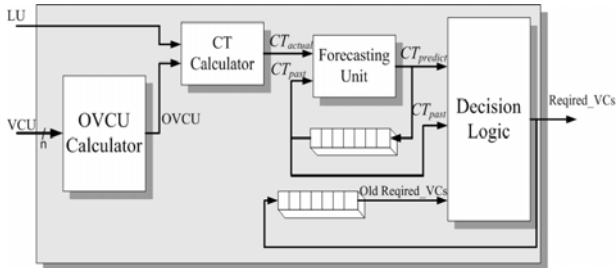 LU
VCU
n
OVCU
Calculator
OVCU
CT
Calculator
CTactual
CTpast
Forecasting
Unit
CTpredict
CTpast
Old Reqired_VCs
Decision
Logic
Reqired_VCs